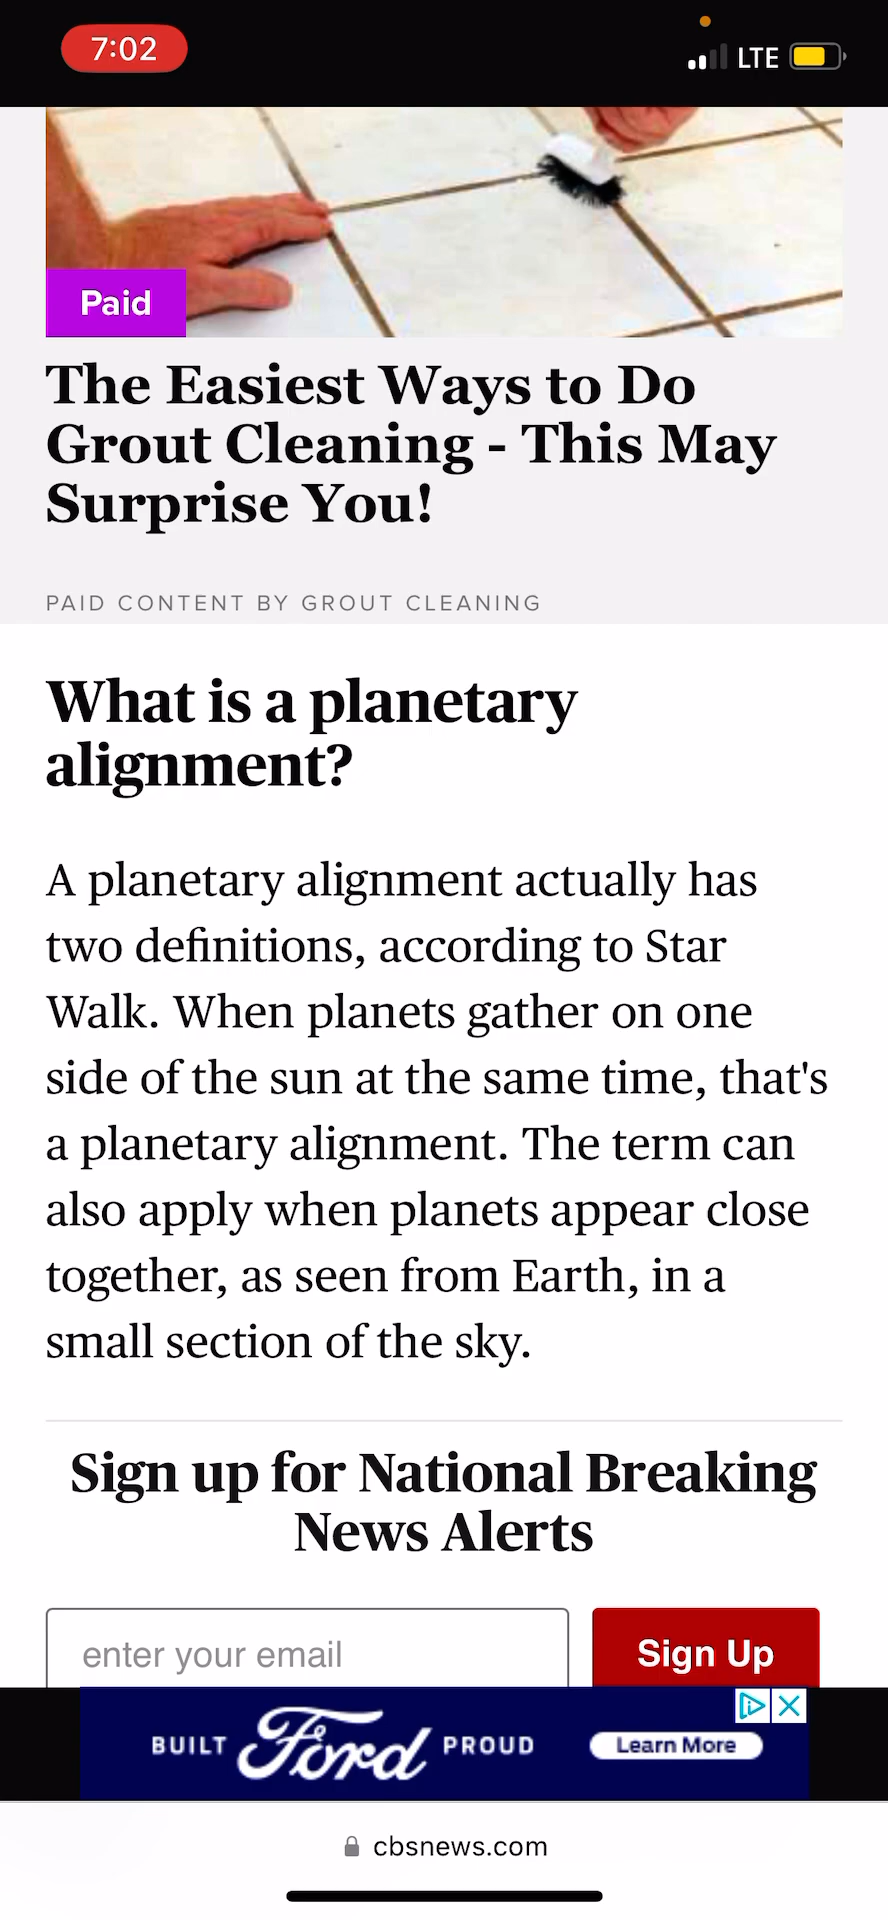 7:02
LTE
Paid
The Easiest Ways to Do
Grout Cleaning - This May
Surprise You!
PAID CONTENT BY GROUT CLEANING
What is a planetary
alignment?
A planetary alignment actually has
two definitions, according to Star
Walk. When planets gather on one
side of the sun at the same time, that's
a planetary alignment. The term can
also apply when planets appear close
together, as seen from Earth, in a
small section of the sky.
Sign up for National Breaking
News Alerts
enter your email
Sign Up
BUILT Ford PROUD
Learn More
cbsnews.com